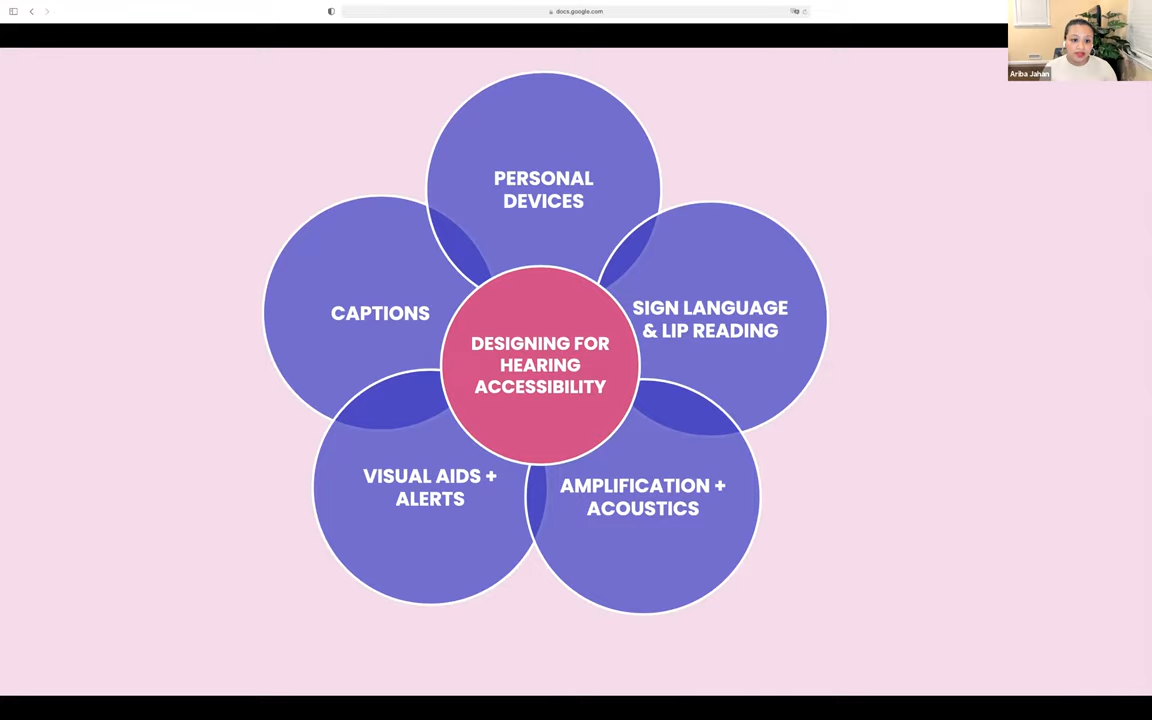 docs.google.com
Ariba Jahan
PERSONAL
DEVICES
CAPTIONS
SIGN LANGUAGE
& LIP READING
DESIGNING FOR
HEARING
ACCESSIBILITY
VISUAL AIDS +
ALERTS
AMPLIFICATION +
ACOUSTICS